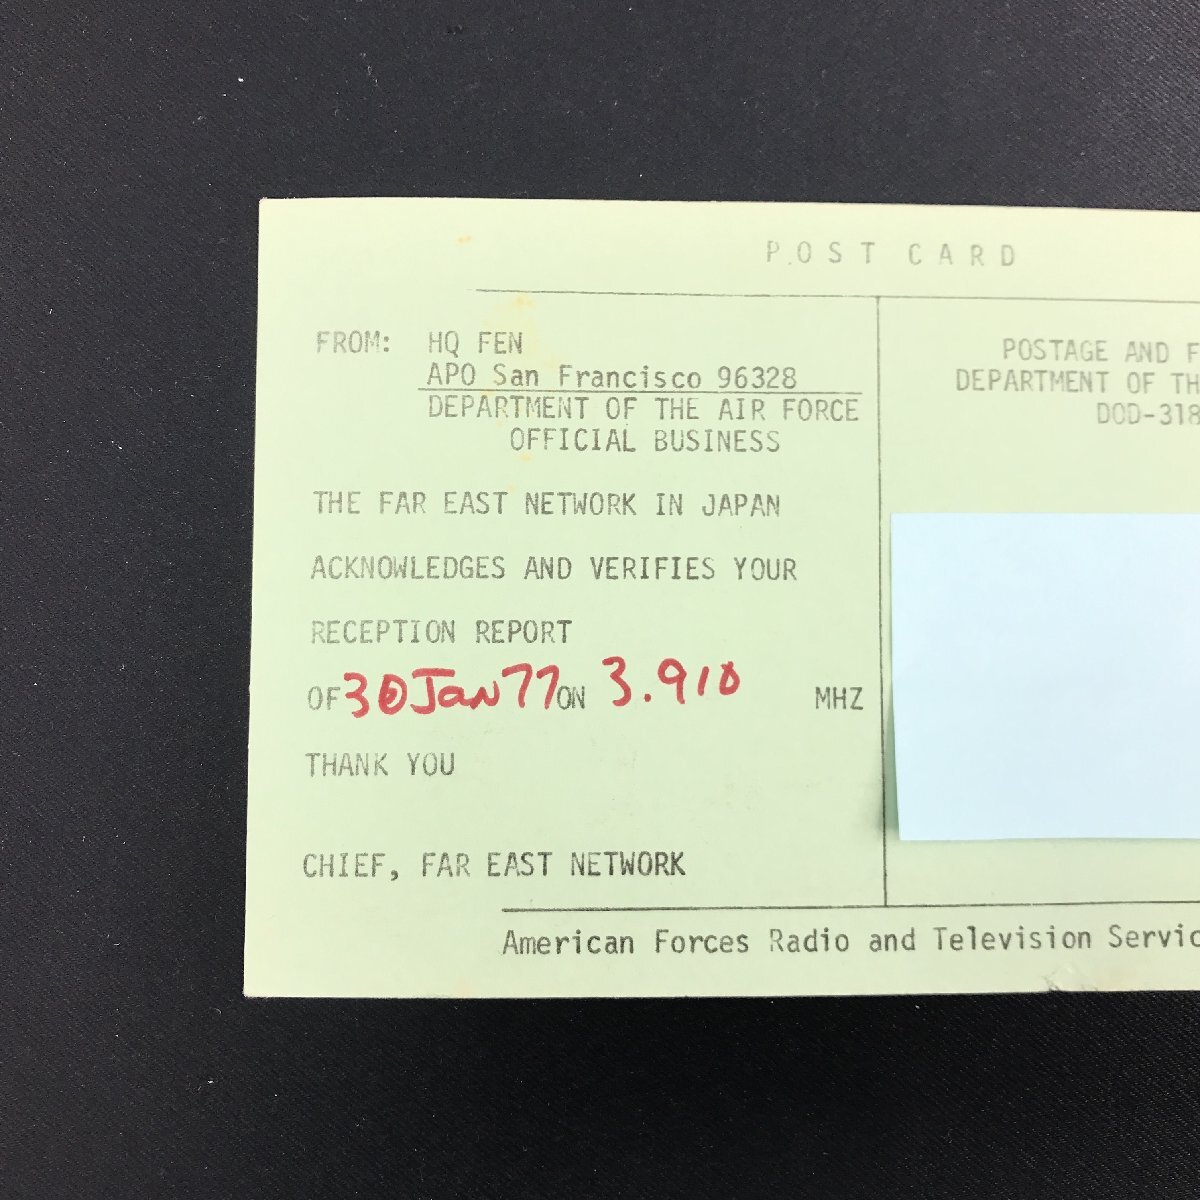 POST CARD
FROM: HQ FEN
APO San Francisco 96328
DEPARTMENT OF THE AIR FORCE
OFFICIAL BUSINESS
THE FAR EAST NETWORK IN JAPAN
ACKNOWLEDGES AND VERIFIES YOUR
RECEPTION REPORT
OF 30 Jan 77 ON 3.910 MHZ
THANK YOU
CHIEF, FAR EAST NETWORK
POSTAGE AND F
DEPARTMENT OF TH
DOD-318
American Forces Radio and Television Servic